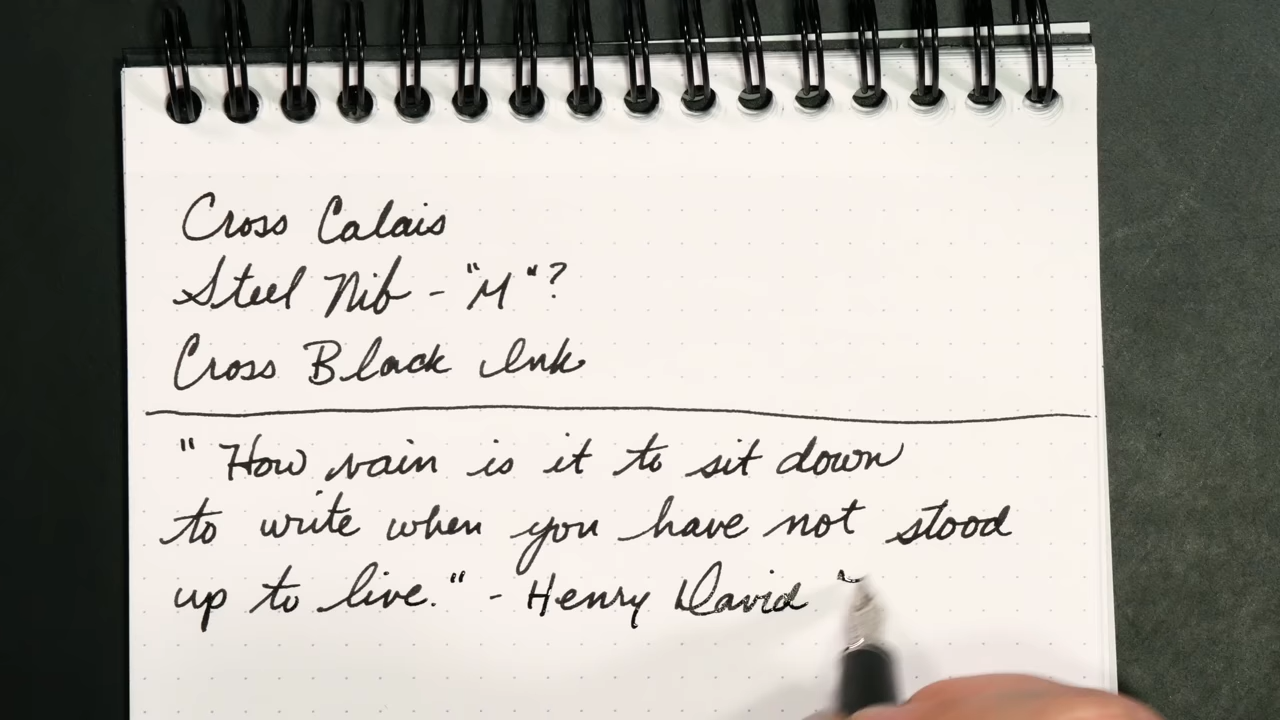 Cross Calais
Steel Nib - "M"?
Cross Black Ink
"How vain is it to sit down
to write when you have not stood
up to live." - Henry David